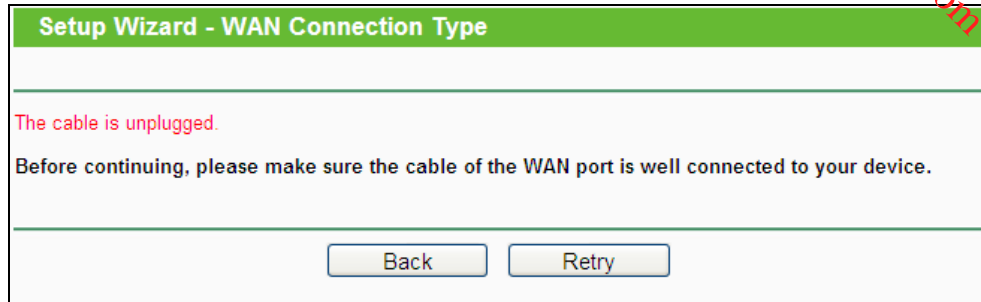 Setup Wizard - WAN Connection Type
The cable is unplugged.
Before continuing, please make sure the cable of the WAN port is well connected to your device.
Back Retry